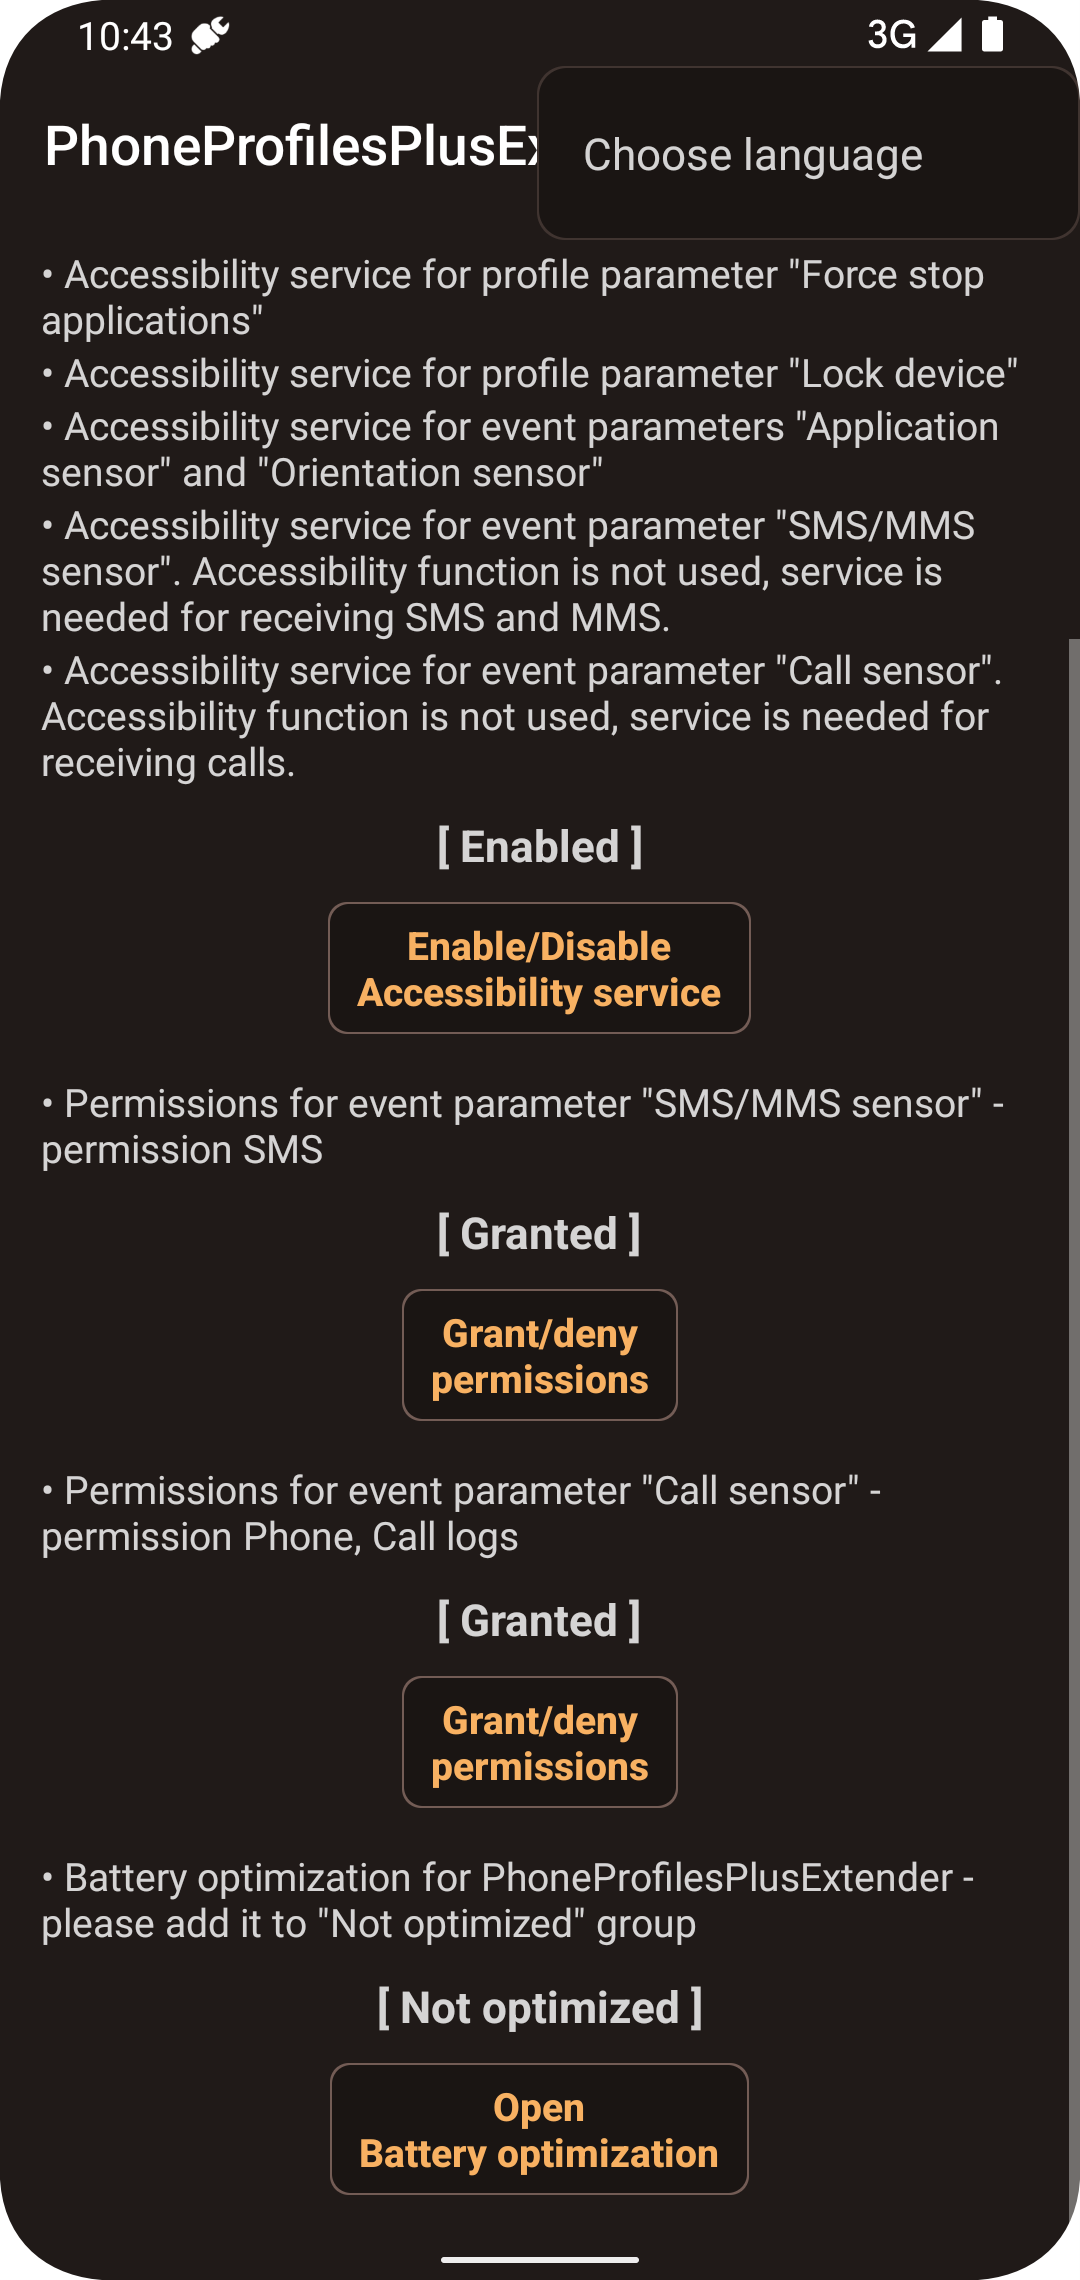 10:43
3G
PhoneProfilesPlusEx
Choose language
• Accessibility service for profile parameter "Force stop
applications"
• Accessibility service for profile parameter "Lock device"
• Accessibility service for event parameters "Application
sensor" and "Orientation sensor"
• Accessibility service for event parameter "SMS/MMS
sensor". Accessibility function is not used, service is
needed for receiving SMS and MMS.
• Accessibility service for event parameter "Call sensor".
Accessibility function is not used, service is needed for
receiving calls.
[ Enabled ]
Enable/Disable
Accessibility service
• Permissions for event parameter "SMS/MMS sensor" -
permission SMS
[ Granted ]
Grant/deny
permissions
• Permissions for event parameter "Call sensor" -
permission Phone, Call logs
[ Granted ]
Grant/deny
permissions
• Battery optimization for PhoneProfilesPlusExtender -
please add it to "Not optimized" group
[ Not optimized ]
Open
Battery optimization